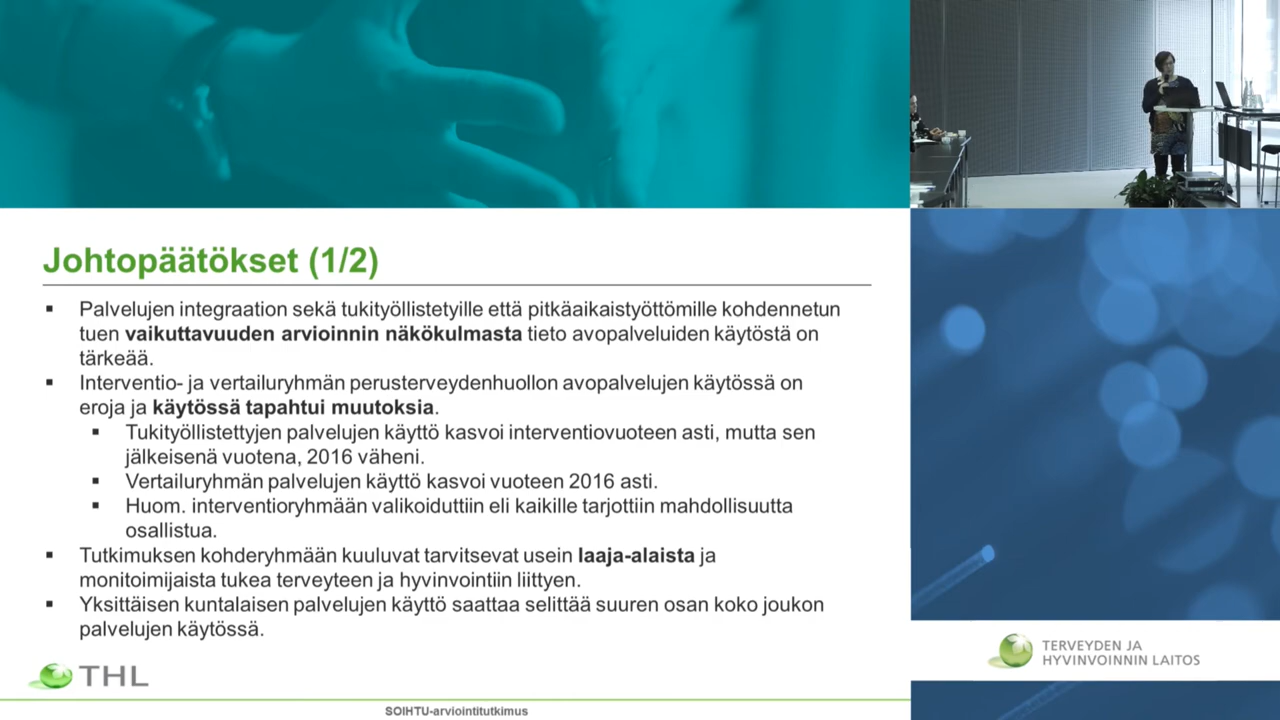 Johtopäätökset (1/2)
▪ Palvelujen integraation sekä tukityöllistetyille että pitkäaikaistyöttömille kohdennetun
tuen vaikuttavuuden arvioinnin näkökulmasta tieto avopalveluiden käytöstä on
tärkeää.
▪ Interventio- ja vertailuryhmän perusterveydenhuollon avopalvelujen käytössä on
eroja ja käytössä tapahtui muutoksia.
▪ Tukityöllistettyjen palvelujen käyttö kasvoi interventiovuoteen asti, mutta sen
jälkeisenä vuotena, 2016 väheni.
▪ Vertailuryhmän palvelujen käyttö kasvoi vuoteen 2016 asti.
▪ Huom. interventioryhmään valikoiduttiin eli kaikille tarjottiin mahdollisuutta
osallistua.
▪ Tutkimuksen kohderyhmään kuuluvat tarvitsevat usein laaja-alaista ja
monitoimijaista tukea terveyteen ja hyvinvointiin liittyen.
▪ Yksittäisen kuntalaisen palvelujen käyttö saattaa selittää suuren osan koko joukon
palvelujen käytössä.
THL
SOIHTU-arviointitutkimus
TERVEYDEN JA
HYVINVOINNIN LAITOS